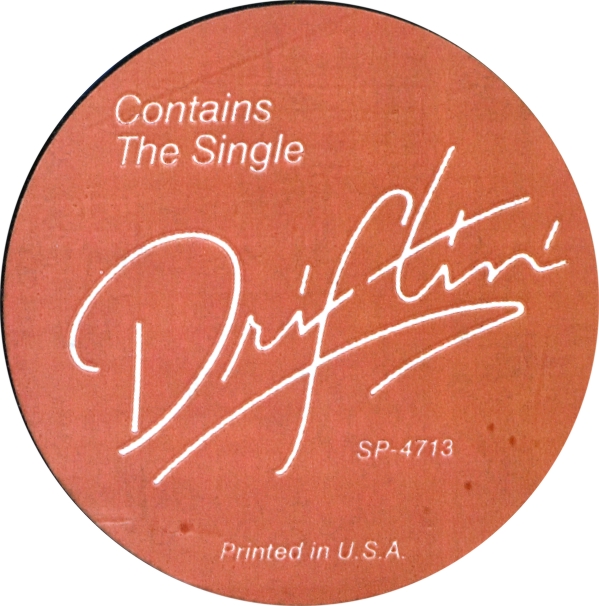 Contains
The Single
Driftin'
SP-4713
Printed in U.S.A.